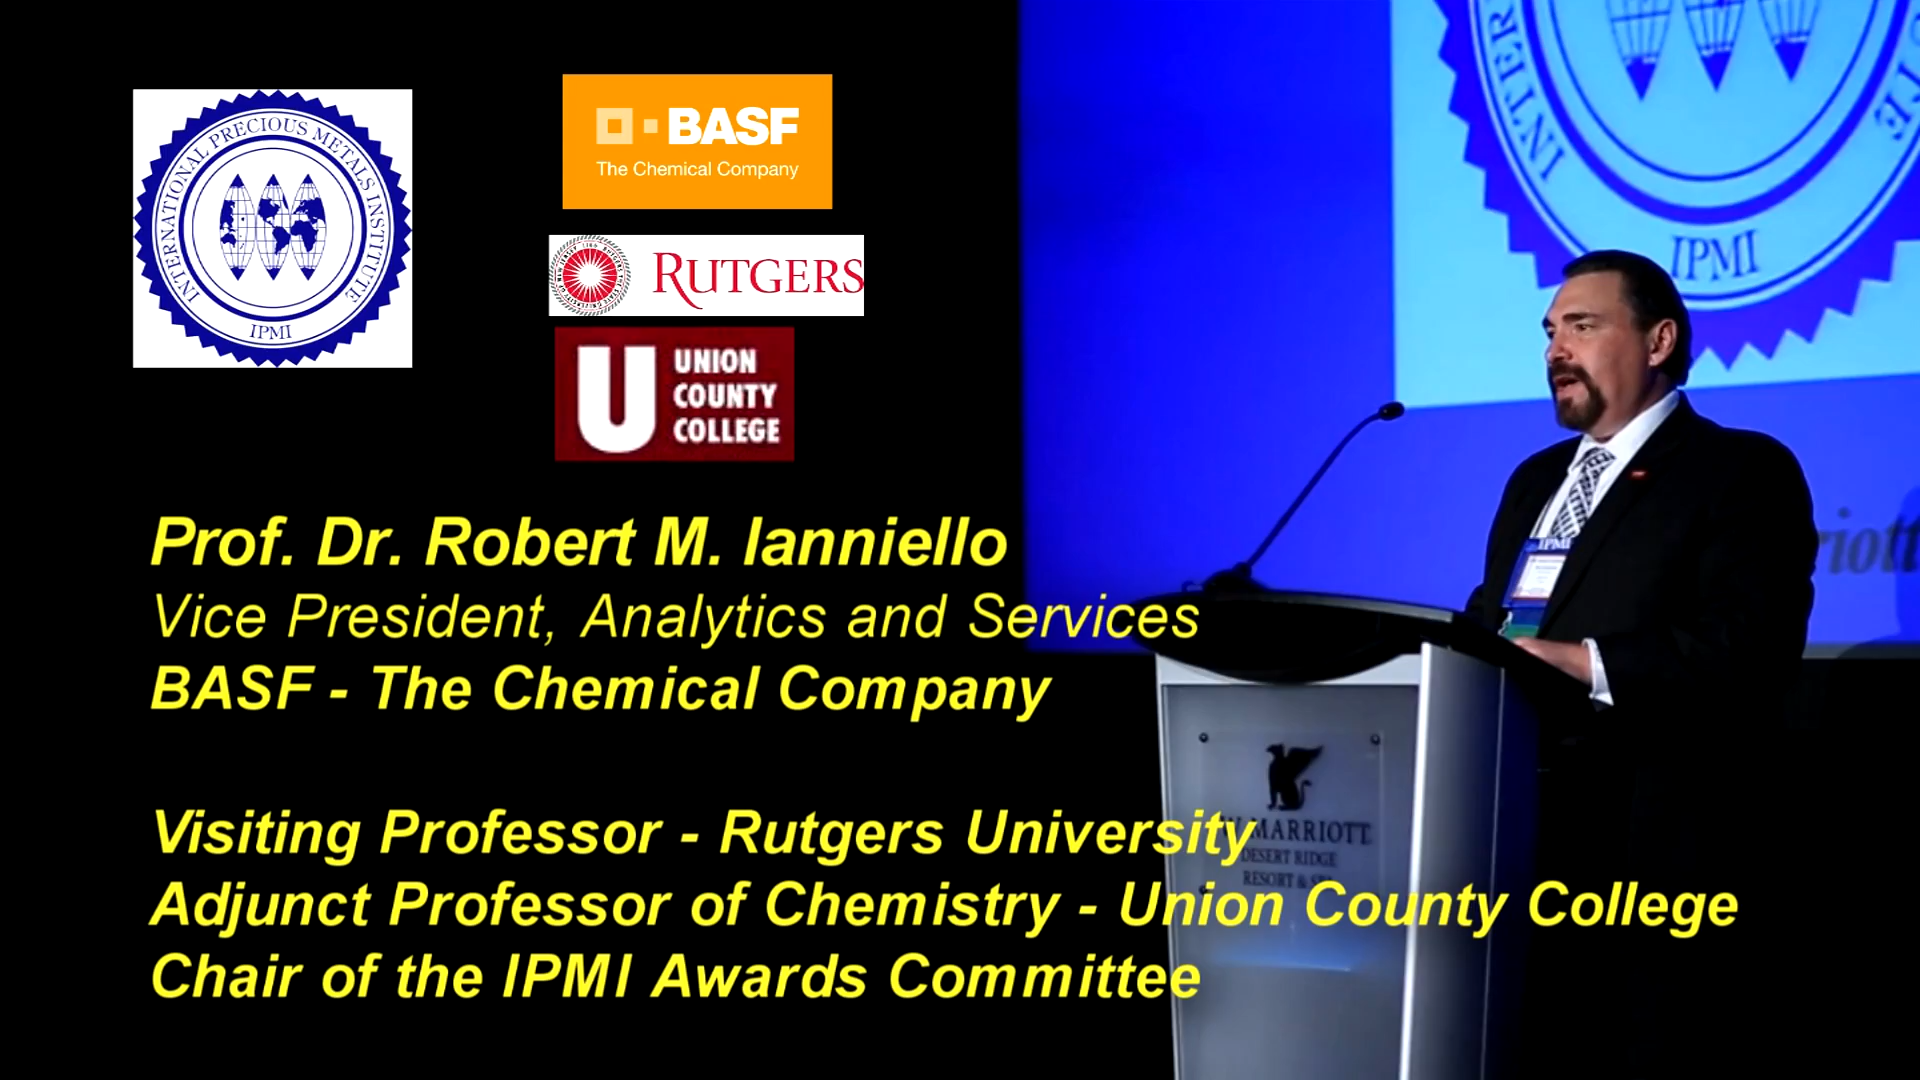 INTERNATIONAL PRECIOUS METALS INSTITUTE
IPMI
BASF
The Chemical Company
RUTGERS
UNION
COUNTY
COLLEGE
Prof. Dr. Robert M. Ianniello
Vice President, Analytics and Services
BASF - The Chemical Company
Visiting Professor - Rutgers University
Adjunct Professor of Chemistry - Union County College
Chair of the IPMI Awards Committee
IPMI
IPMI
MARRIOTT
DESERT RIDGE
RESORT &